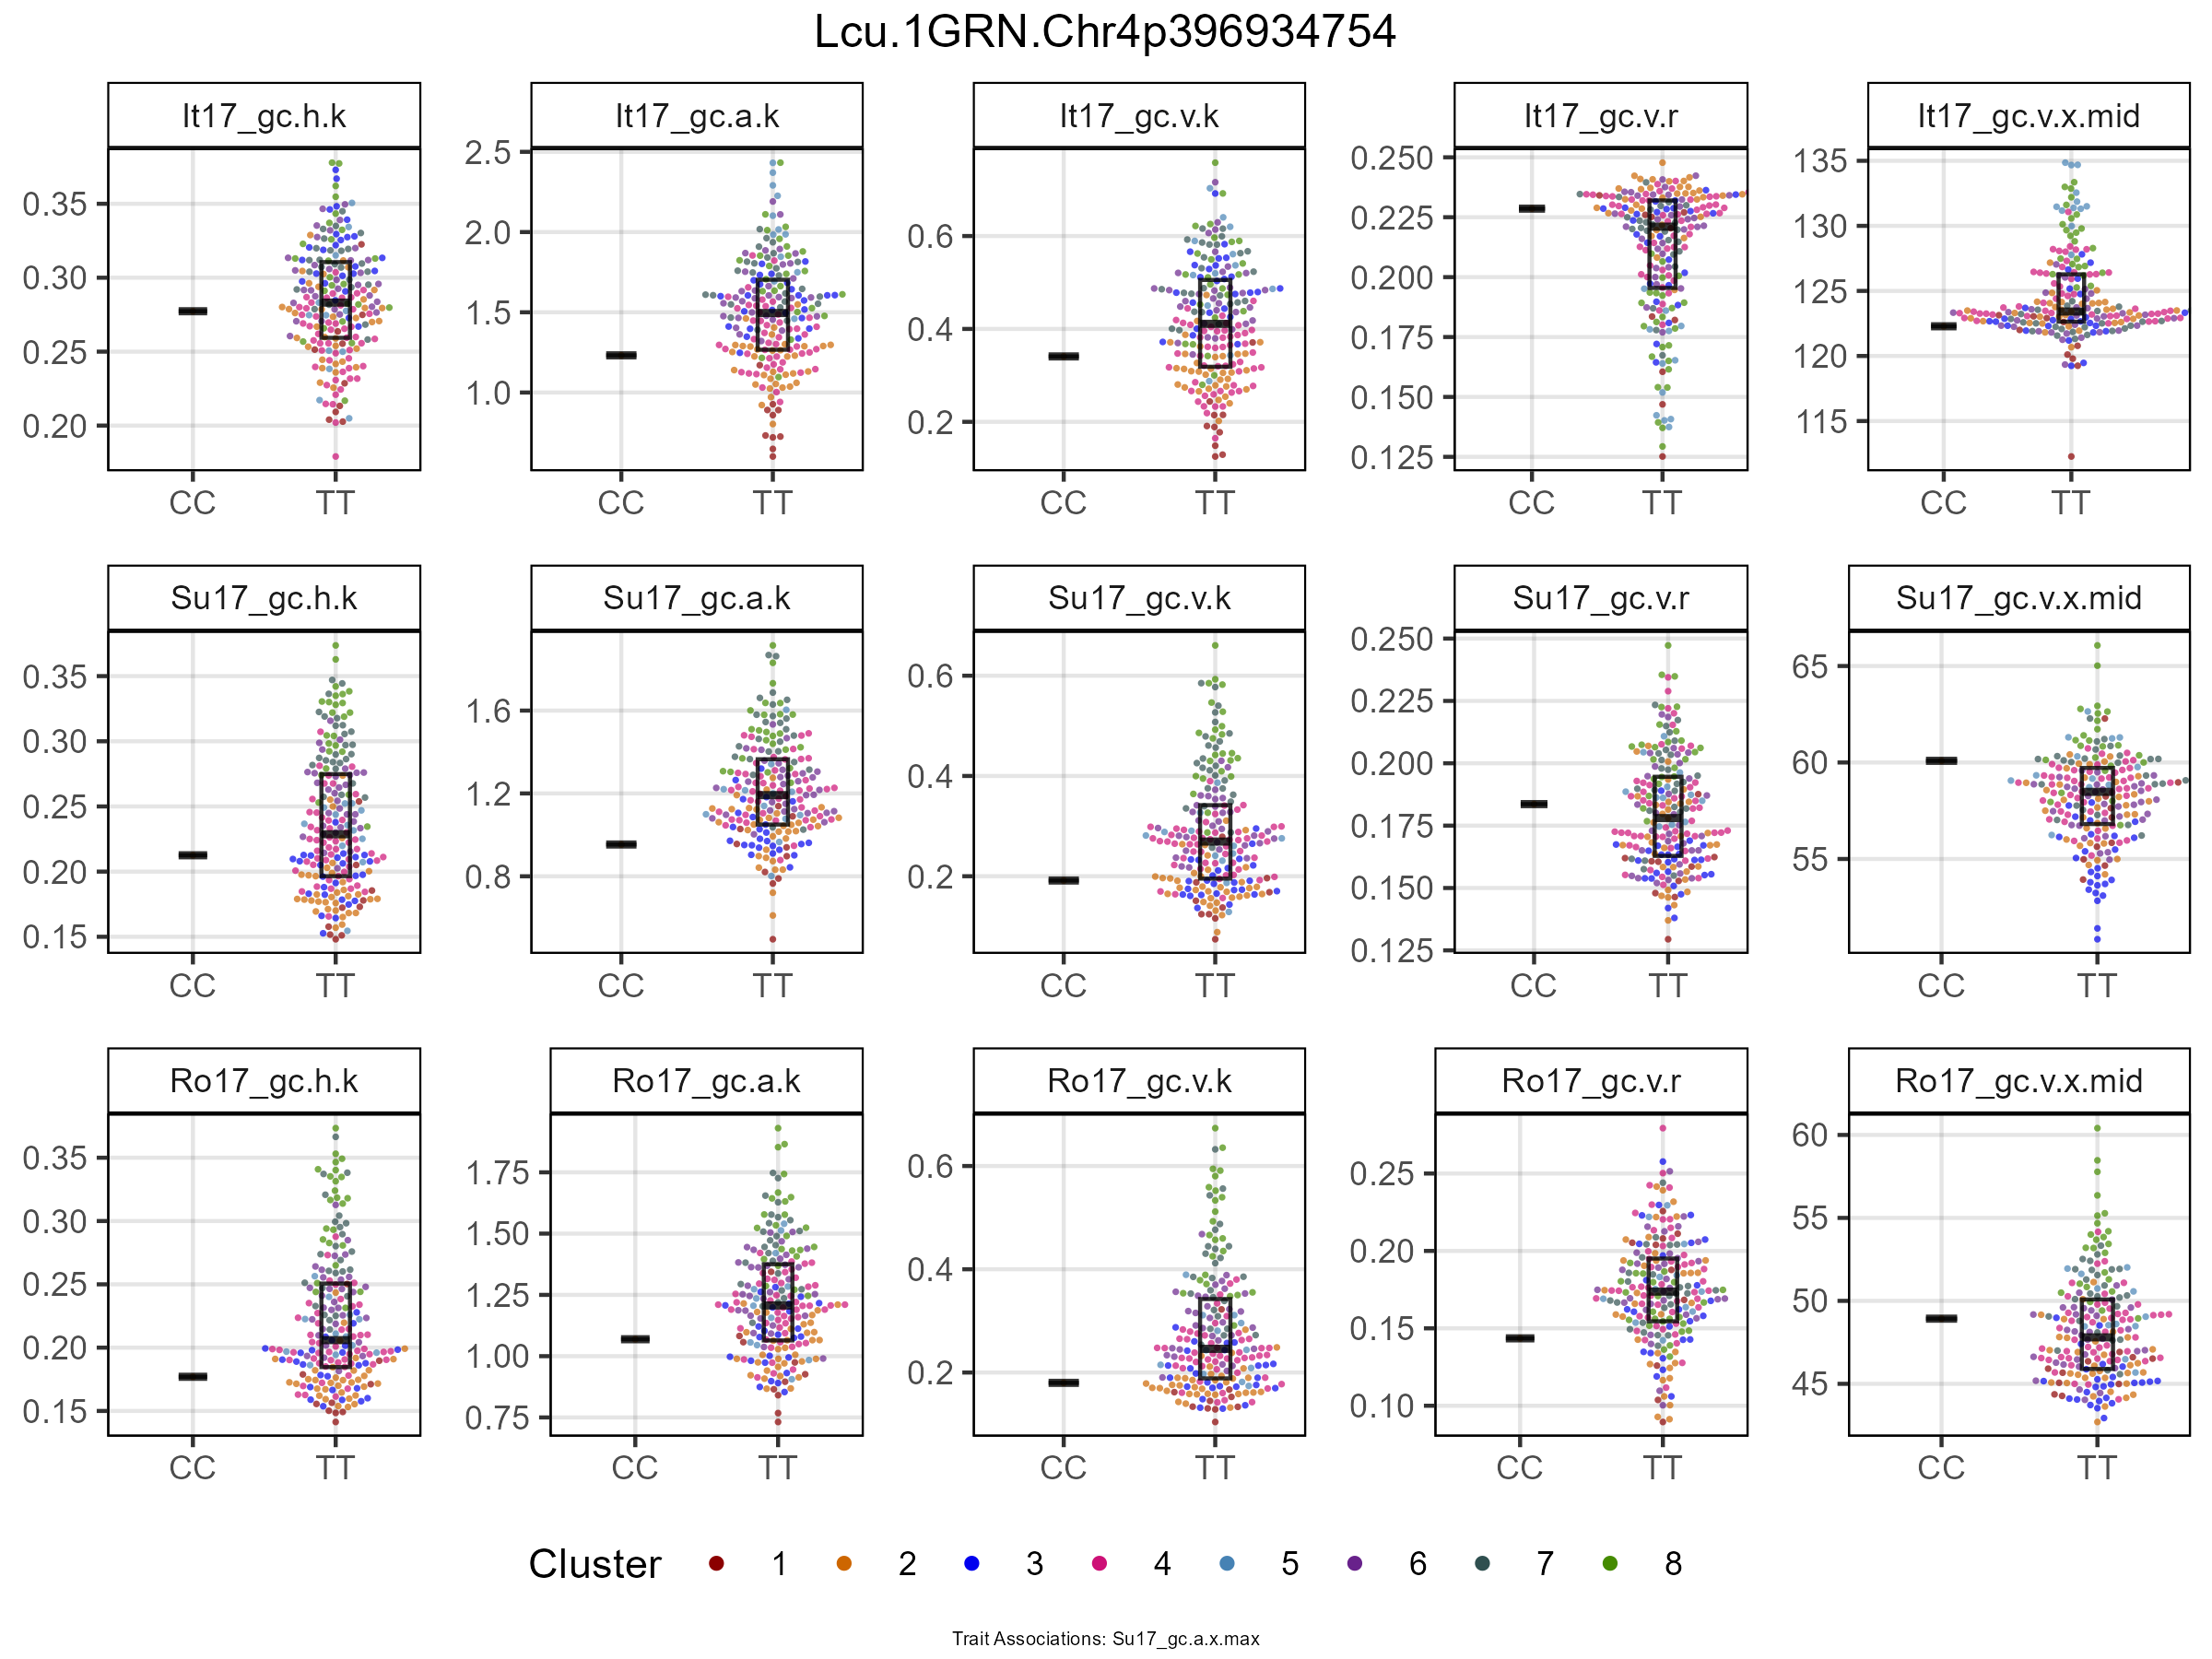 Lcu.1GRN.Chr4p396934754
It17_gc.h.k It17_gc.a.k It17_gc.v.k It17_gc.v.r It17_gc.v.x.mid
0.35 0.30 0.25 0.20
2.5 2.0 1.5 1.0
0.6 0.4 0.2
0.250 0.225 0.200 0.175 0.150 0.125
135 130 125 120 115
CC TT CC TT CC TT CC TT CC TT
Su17_gc.h.k Su17_gc.a.k Su17_gc.v.k Su17_gc.v.r Su17_gc.v.x.mid
0.35 0.30 0.25 0.20 0.15
1.6 1.2 0.8
0.6 0.4 0.2
0.250 0.225 0.200 0.175 0.150 0.125
65 60 55
CC TT CC TT CC TT CC TT CC TT
Ro17_gc.h.k Ro17_gc.a.k Ro17_gc.v.k Ro17_gc.v.r Ro17_gc.v.x.mid
0.35 0.30 0.25 0.20 0.15
1.75 1.50 1.25 1.00 0.75
0.6 0.4 0.2
0.25 0.20 0.15 0.10
60 55 50 45
CC TT CC TT CC TT CC TT CC TT
Cluster 1 2 3 4 5 6 7 8
Trait Associations: Su17_gc.a.x.max